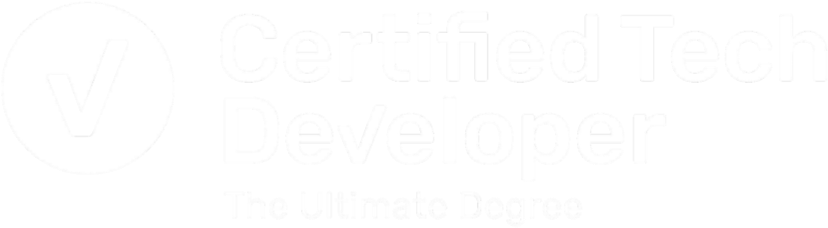 Certified Tech
Developer
The Ultimate Degree